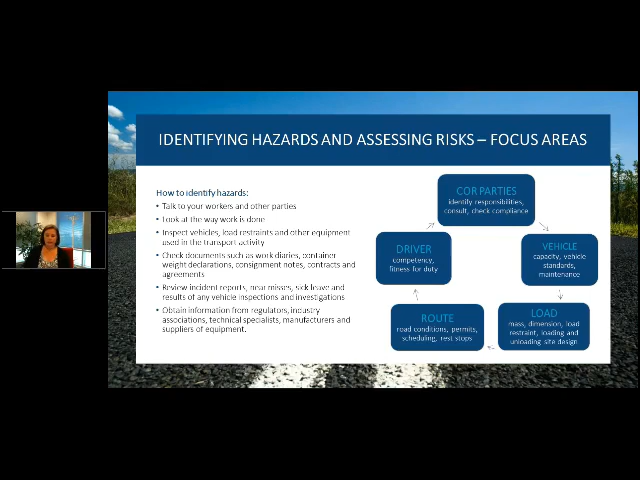 IDENTIFYING HAZARDS AND ASSESSING RISKS – FOCUS AREAS
How to identify hazards:
• Talk to your workers and other parties
• Look at the way work is done
• Inspect vehicles, load restraints and other equipment
used in the transport activity
• Check documents such as work diaries, container
weight declarations, consignment notes, contracts and
agreements
• Review incident reports, near misses, sick leave and
results of any vehicle inspections and investigations
• Obtain information from regulators, industry
associations, technical specialists, manufacturers and
suppliers of equipment.
COR PARTIES
identify responsibilities,
consult, check compliance
VEHICLE
capacity, vehicle
standards,
maintenance
LOAD
mass, dimension, load
restraint, loading and
unloading site design
ROUTE
road conditions, permits,
scheduling, rest stops
DRIVER
competency,
fitness for duty